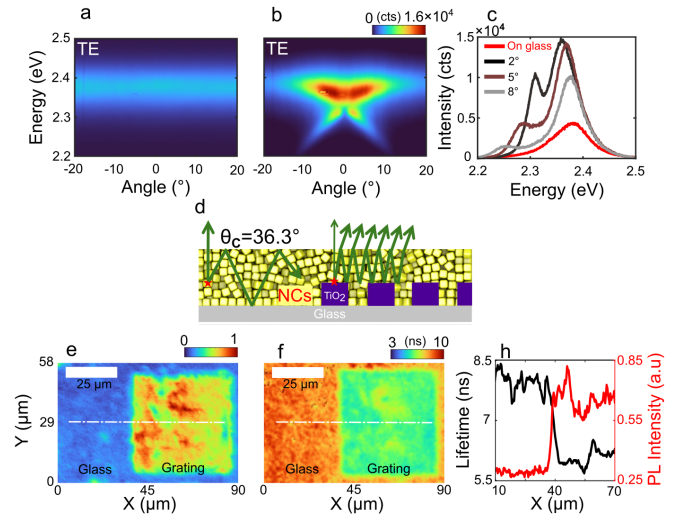 a
b
0 (cts) 1.6×10⁴
c
TE
TE
Energy (eV)
2.5
2.4
2.3
2.2
-20 -10 0 10 20
Angle (°)
-20 -10 0 10 20
Angle (°)
×10⁴
Intensity (cts)
1.5
1.0
0.5
0
On glass
2°
5°
8°
2.2 2.3 2.4 2.5
Energy (eV)
d
θc=36.3°
NCs
TiO₂
Glass
0 1
3 (ns) 10
e
f
h
58
29
0
Y (µm)
25 µm
Glass
Grating
0 45 90
X (µm)
25 µm
Glass
Grating
0 45 90
X (µm)
Lifetime (ns)
8.5
7
5.5
0.85
0.55
0.25
PL Intensity (a.u)
10 40 70
X (µm)